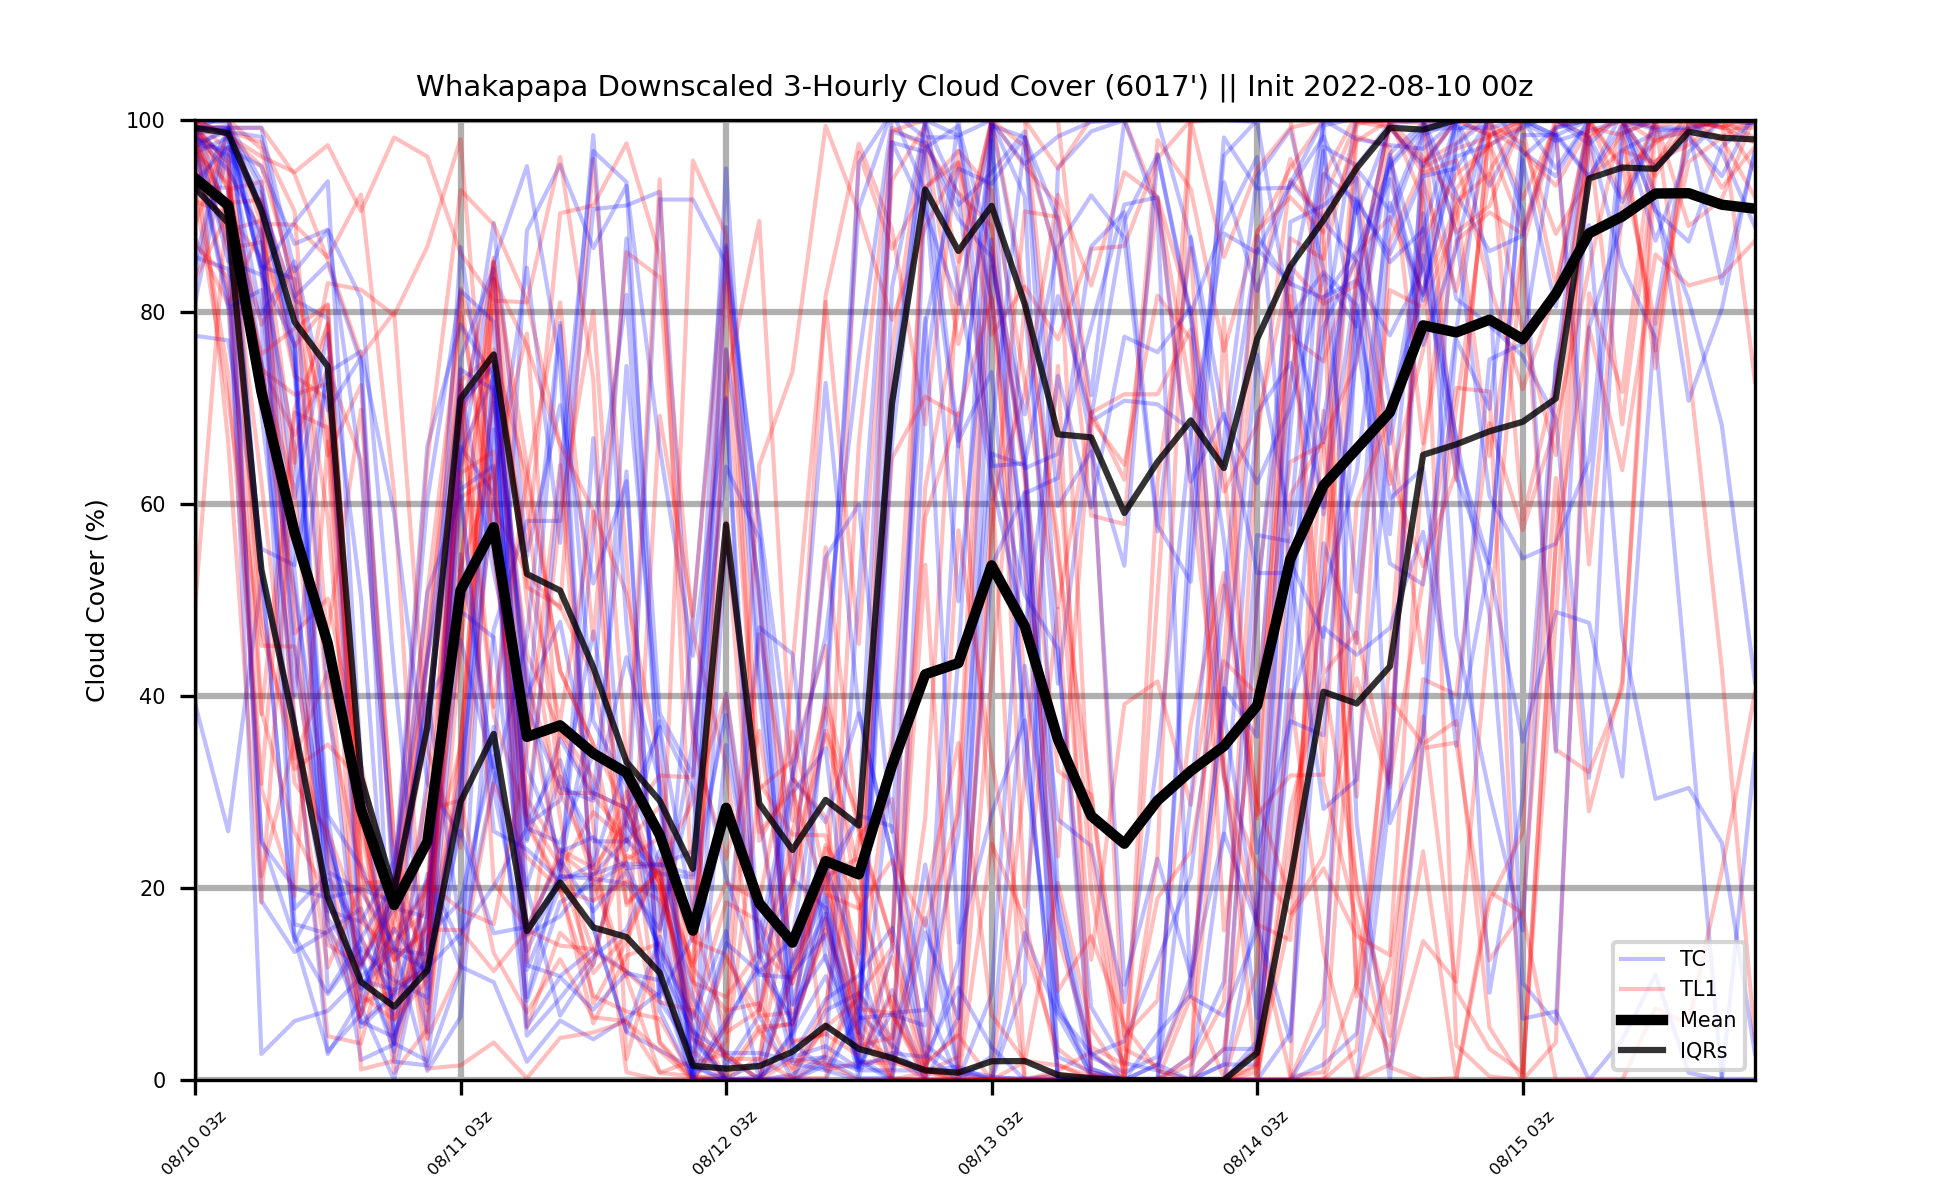 Whakapapa Downscaled 3-Hourly Cloud Cover (6017') || Init 2022-08-10 00z
100
80
60
40
20
0
Cloud Cover (%)
TC
TL1
Mean
IQRs
08/10 03z
08/11 03z
08/12 03z
08/13 03z
08/14 03z
08/15 03z